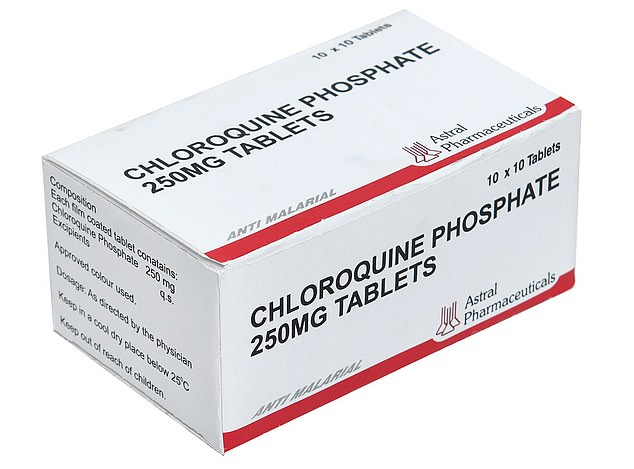 10 x 10 Tablets
CHLOROQUINE PHOSPHATE
250MG TABLETS
Astral
Pharmaceuticals
ANTI MALARIAL
Composition
Each film coated tablet conatains:
Chloroquine Phosphate 250 mg
Excipients q.s.
Approved colour used.
Dosage: As directed by the physician
Keep in a cool dry place below 25°C
Keep out of reach of children.
10 x 10 Tablets
CHLOROQUINE PHOSPHATE
250MG TABLETS
Astral
Pharmaceuticals
ANTI MALARIAL